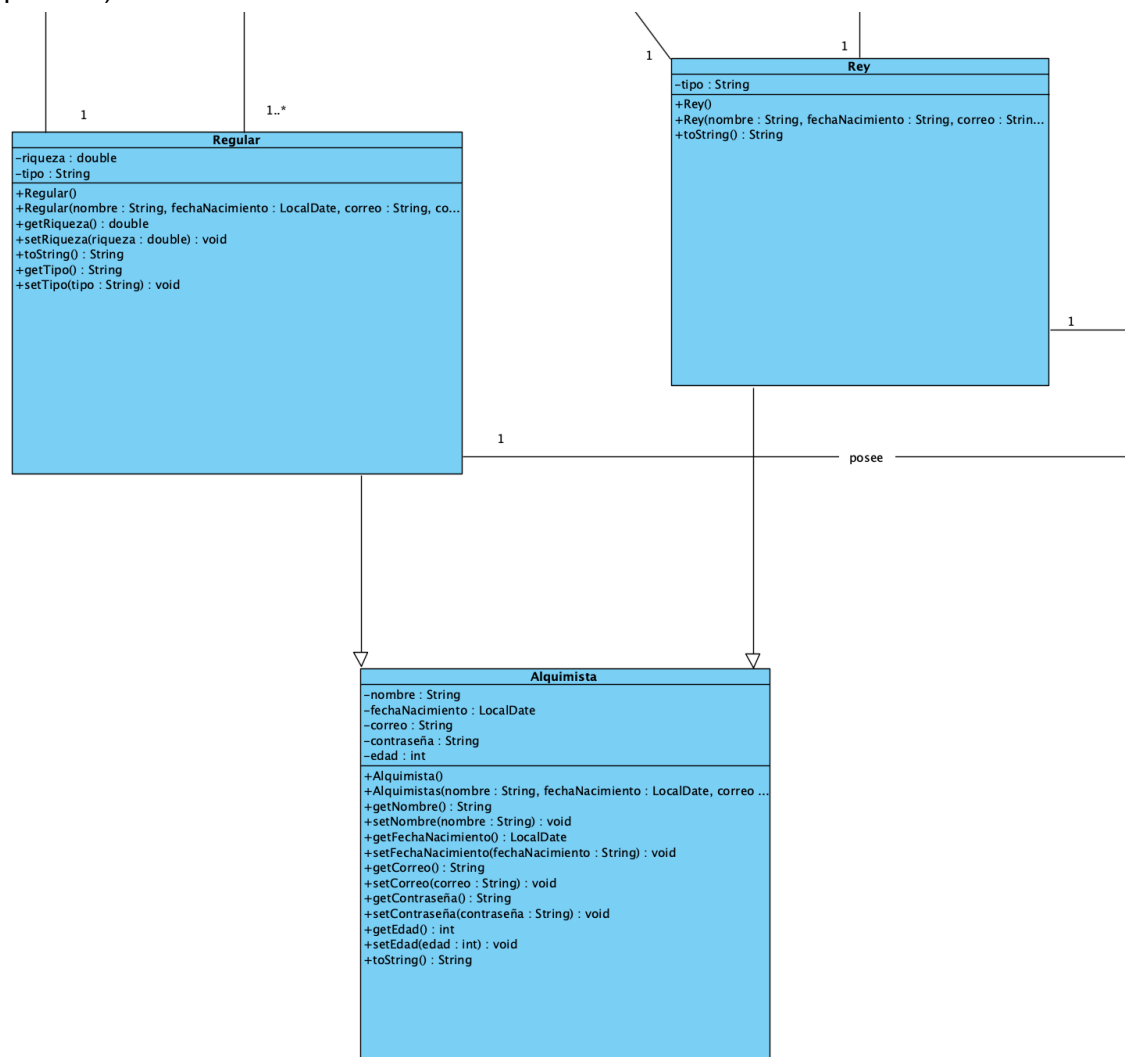 1
1..*
Regular
-riqueza : double
-tipo : String
+Regular()
+Regular(nombre : String, fechaNacimiento : LocalDate, correo : String, co...
+getRiqueza() : double
+setRiqueza(riqueza : double) : void
+toString() : String
+getTipo() : String
+setTipo(tipo : String) : void
1
1
Rey
-tipo : String
+Rey()
+Rey(nombre : String, fechaNacimiento : String, correo : Strin...
+toString() : String
1
1
posee
Alquimista
-nombre : String
-fechaNacimiento : LocalDate
-correo : String
-contraseña : String
-edad : int
+Alquimista()
+Alquimistas(nombre : String, fechaNacimiento : LocalDate, correo ...
+getNombre() : String
+setNombre(nombre : String) : void
+getFechaNacimiento() : LocalDate
+setFechaNacimiento(fechaNacimiento : String) : void
+getCorreo() : String
+setCorreo(correo : String) : void
+getContraseña() : String
+setContraseña(contraseña : String) : void
+getEdad() : int
+setEdad(edad : int) : void
+toString() : String